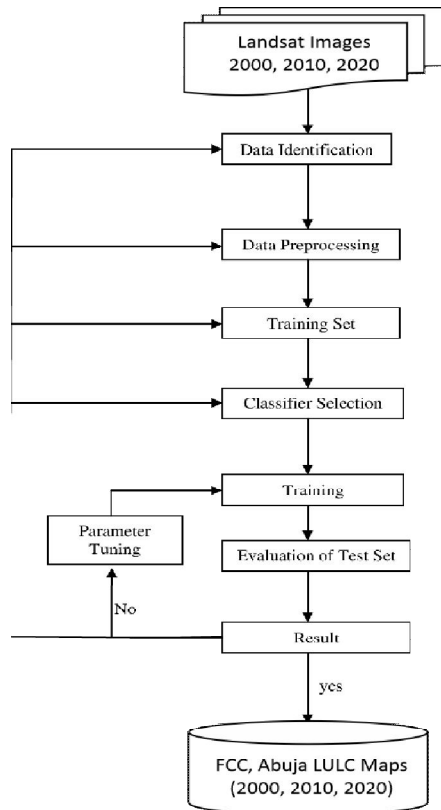 Landsat Images
2000, 2010, 2020
Data Identification
Data Preprocessing
Training Set
Classifier Selection
Training
Parameter
Tuning
Evaluation of Test Set
No
Result
yes
FCC, Abuja LULC Maps
(2000, 2010, 2020)